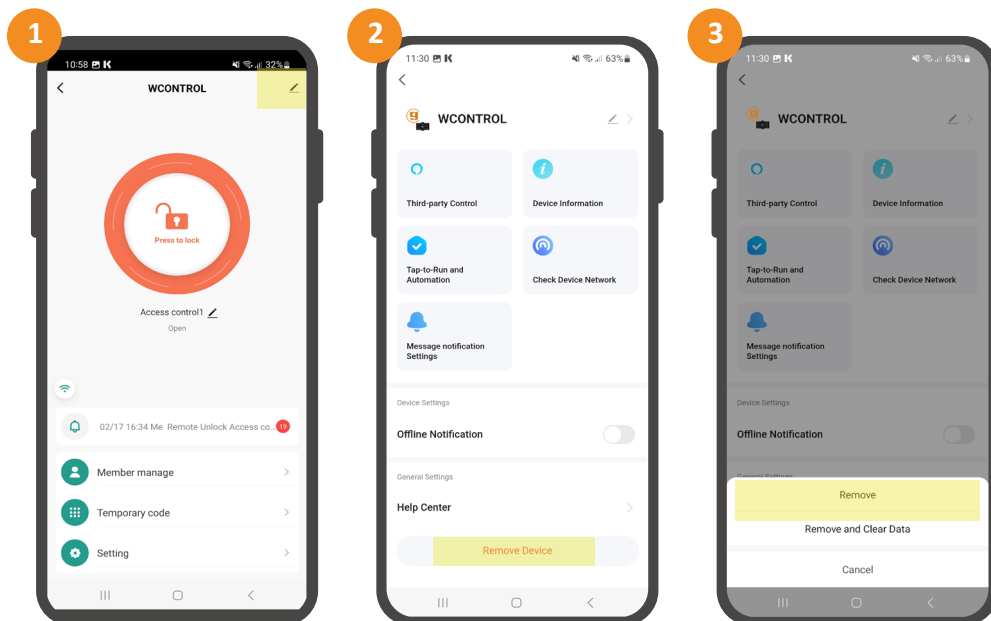 1
10:58 K 32%
WCONTROL
Press to lock
Access control1
Open
02/17 16:34 Me Remote Unlock Access co...
19
Member manage
Temporary code
Setting
2
11:30 K 63%
WCONTROL
Third-party Control
Device Information
Tap-to-Run and
Automation
Check Device Network
Message notification
Settings
Device Settings
Offline Notification
General Settings
Help Center
Remove Device
3
11:30 K 63%
WCONTROL
Third-party Control
Device Information
Tap-to-Run and
Automation
Check Device Network
Message notification
Settings
Device Settings
Offline Notification
General Settings
Remove
Remove and Clear Data
Cancel